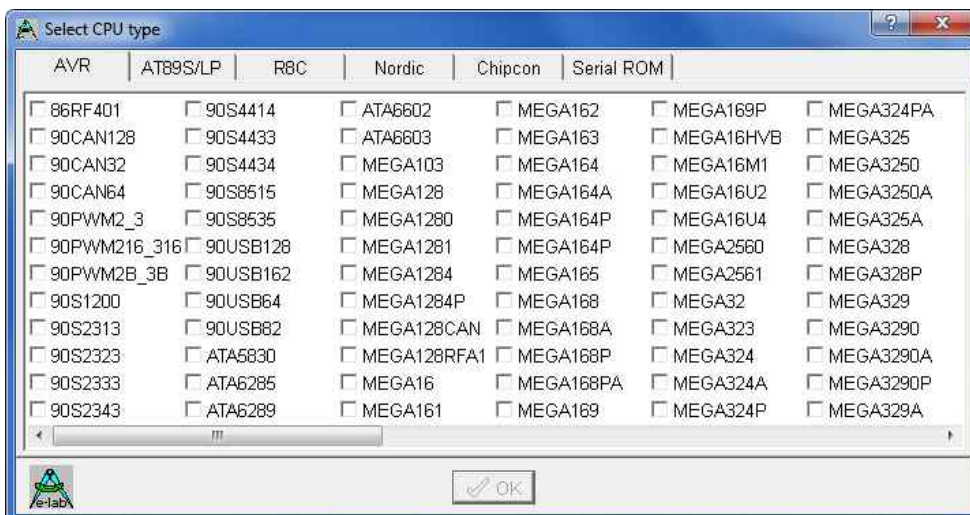 Select CPU type
AVR AT89S/LP R8C Nordic Chipcon Serial ROM
86RF401 90S4414 ATA6602 MEGA162 MEGA169P MEGA324PA
90CAN128 90S4433 ATA6603 MEGA163 MEGA16HVB MEGA325
90CAN32 90S4434 MEGA103 MEGA164 MEGA16M1 MEGA3250
90CAN64 90S8515 MEGA128 MEGA164A MEGA16U2 MEGA3250A
90PWM2_3 90S8535 MEGA1280 MEGA164P MEGA16U4 MEGA325A
90PWM216_316 90USB128 MEGA1281 MEGA164P MEGA2560 MEGA328
90PWM2B_3B 90USB162 MEGA1284 MEGA165 MEGA2561 MEGA328P
90S1200 90USB64 MEGA1284P MEGA168 MEGA32 MEGA329
90S2313 90USB82 MEGA128CAN MEGA168A MEGA323 MEGA3290
90S2323 ATA5830 MEGA128RFA1 MEGA168P MEGA324 MEGA3290A
90S2333 ATA6285 MEGA16 MEGA168PA MEGA324A MEGA3290P
90S2343 ATA6289 MEGA161 MEGA169 MEGA324P MEGA329A
e-lab
OK